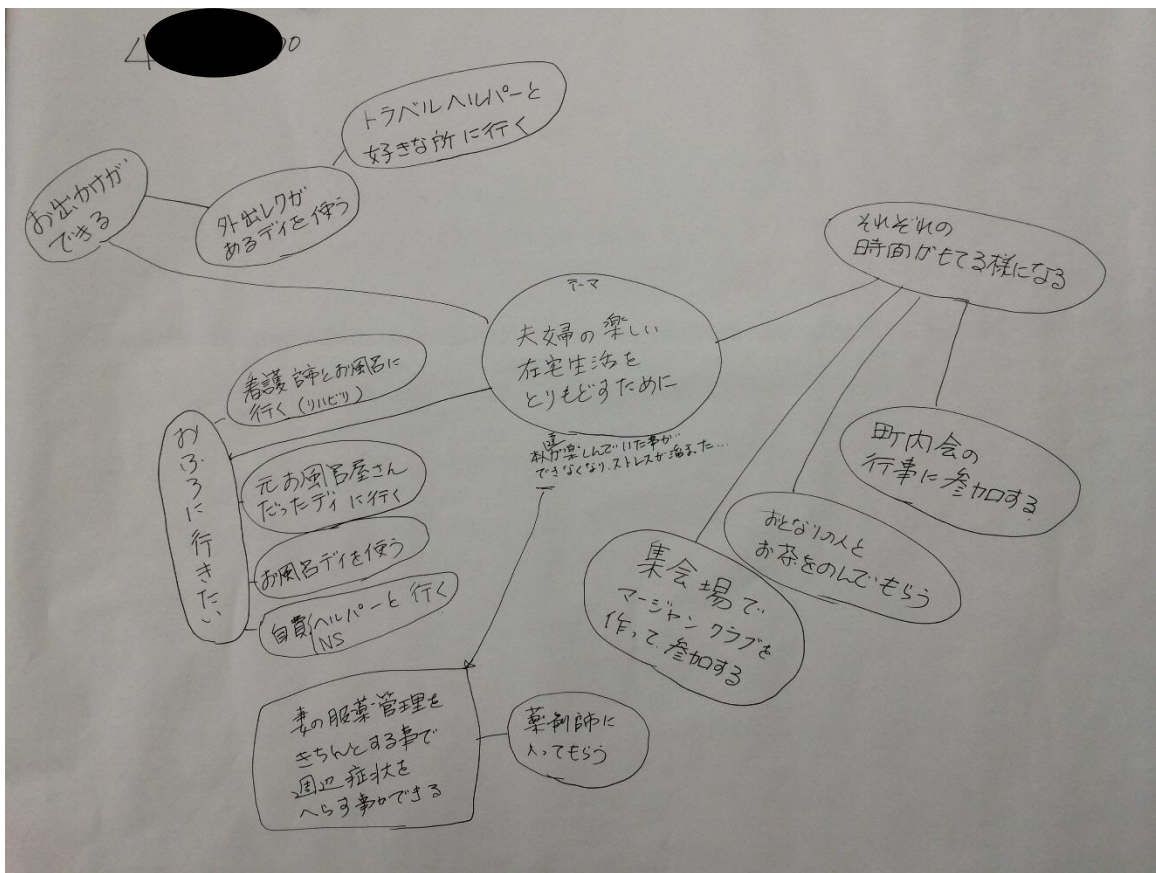 トラベルヘルパーと
好きな所に行く
お出かけが
できる
外出レクが
あるデイを使う
それぞれの
時間がもてる様になる
テーマ
夫婦の楽しい
在宅生活を
とりもどすために
楽しんでいた事が
できなくなり、ストレスが溜まった…
看護師とお風呂に
行く(リハビリ)
おふろに行きたい
元お風呂屋さん
だったデイに行く
お風呂デイを使う
自費ヘルパーと行く
NS
町内会の
行事に参加する
おとなりの人と
お茶をのんでもらう
集会場で
マージャンクラブを
作って、参加する
妻の服薬管理を
きちんとする事で
周辺症状を
へらす事ができる
薬剤師に
入ってもらう